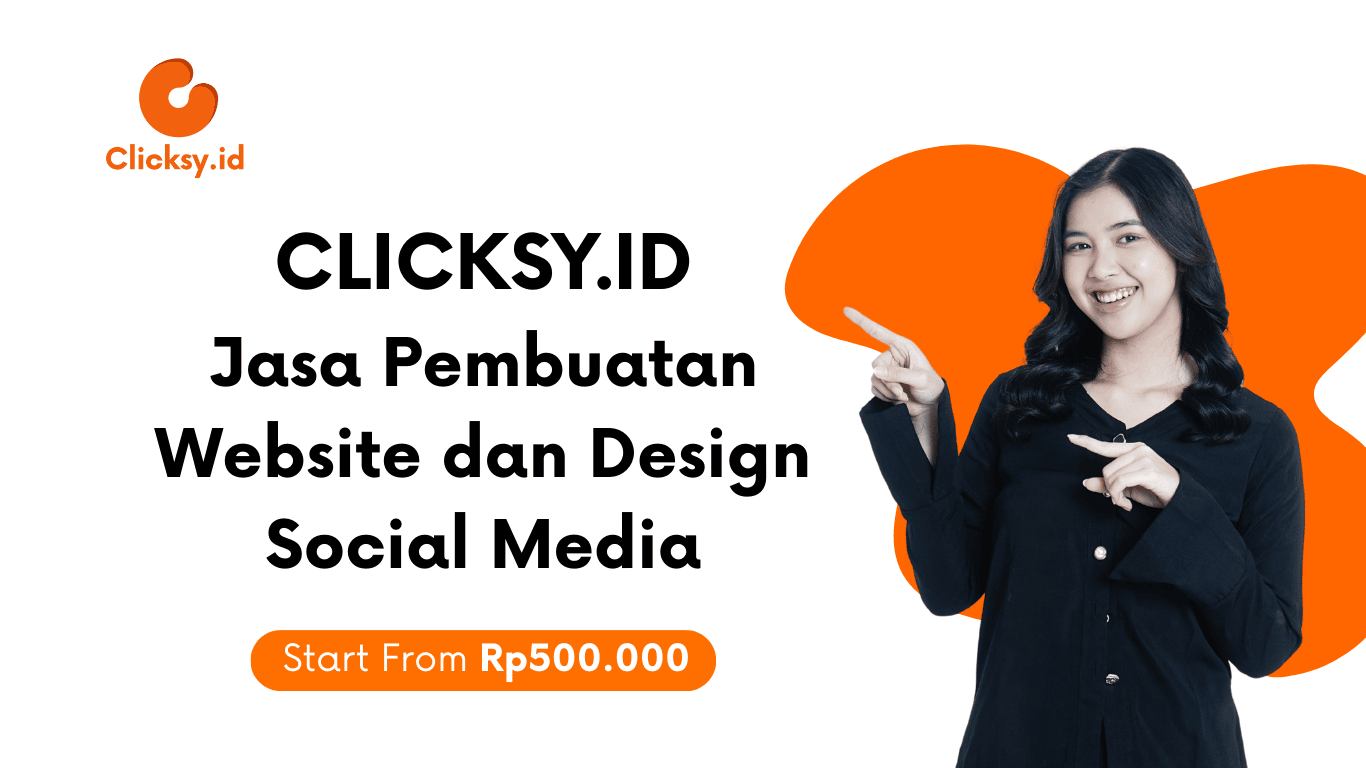 Clicksy.id
CLICKSY.ID
Jasa Pembuatan
Website dan Design
Social Media
Start From Rp500.000